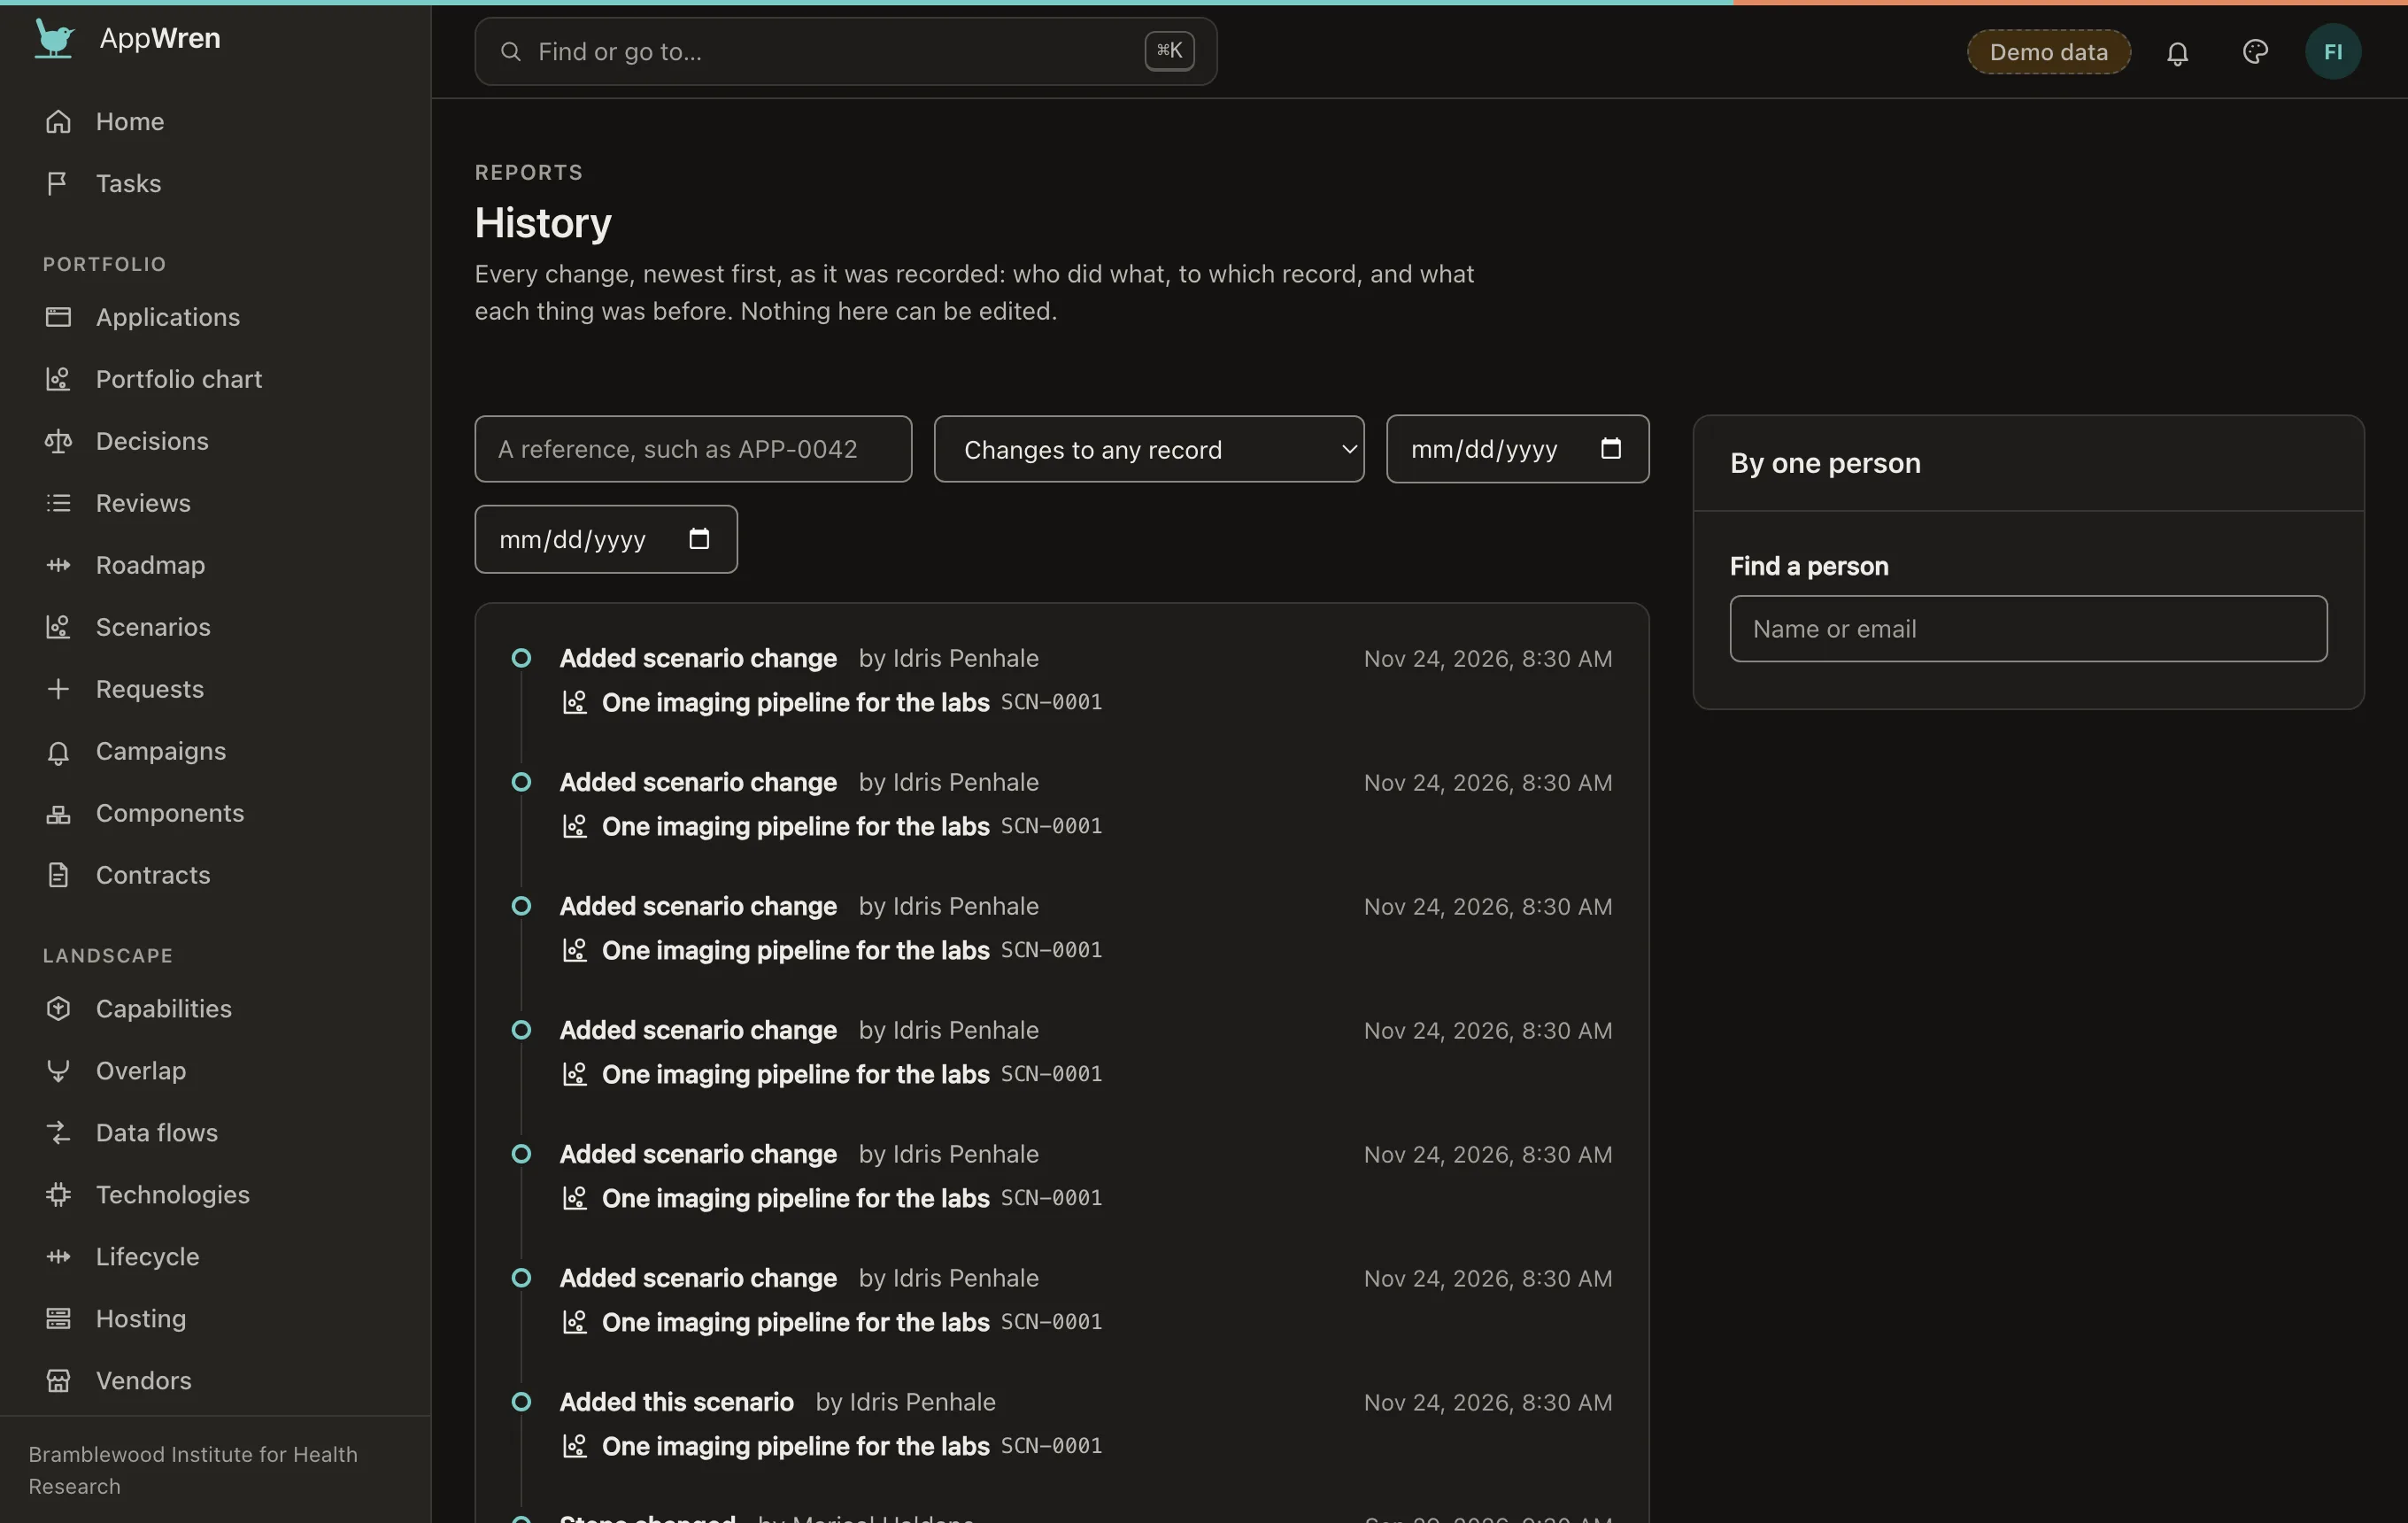 AppWren
Find or go to...
⌘K
Demo data
FI
Home
Tasks
PORTFOLIO
Applications
Portfolio chart
Decisions
Reviews
Roadmap
Scenarios
Requests
Campaigns
Components
Contracts
LANDSCAPE
Capabilities
Overlap
Data flows
Technologies
Lifecycle
Hosting
Vendors
Bramblewood Institute for Health
Research
REPORTS
History
Every change, newest first, as it was recorded: who did what, to which record, and what
each thing was before. Nothing here can be edited.
A reference, such as APP-0042
Changes to any record
mm/dd/yyyy
mm/dd/yyyy
Added scenario change by Idris Penhale Nov 24, 2026, 8:30 AM
One imaging pipeline for the labs SCN-0001
Added scenario change by Idris Penhale Nov 24, 2026, 8:30 AM
One imaging pipeline for the labs SCN-0001
Added scenario change by Idris Penhale Nov 24, 2026, 8:30 AM
One imaging pipeline for the labs SCN-0001
Added scenario change by Idris Penhale Nov 24, 2026, 8:30 AM
One imaging pipeline for the labs SCN-0001
Added scenario change by Idris Penhale Nov 24, 2026, 8:30 AM
One imaging pipeline for the labs SCN-0001
Added scenario change by Idris Penhale Nov 24, 2026, 8:30 AM
One imaging pipeline for the labs SCN-0001
Added this scenario by Idris Penhale Nov 24, 2026, 8:30 AM
One imaging pipeline for the labs SCN-0001
By one person
Find a person
Name or email